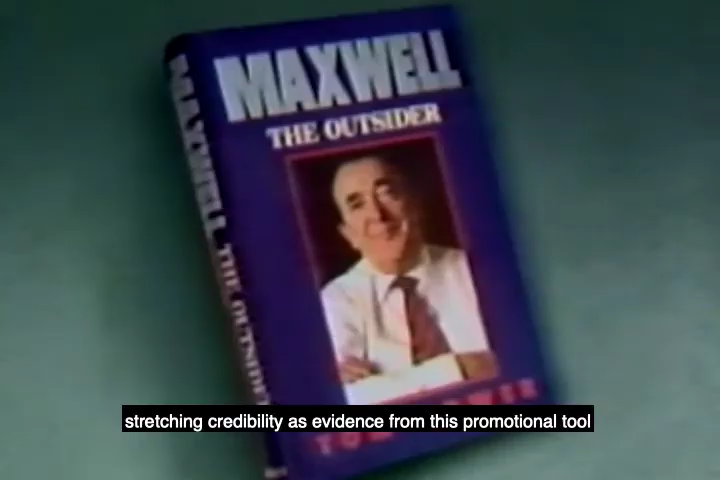 MAXWELL
THE OUTSIDER
MAXWELL THE OUTSIDER
stretching credibility as evidence from this promotional tool